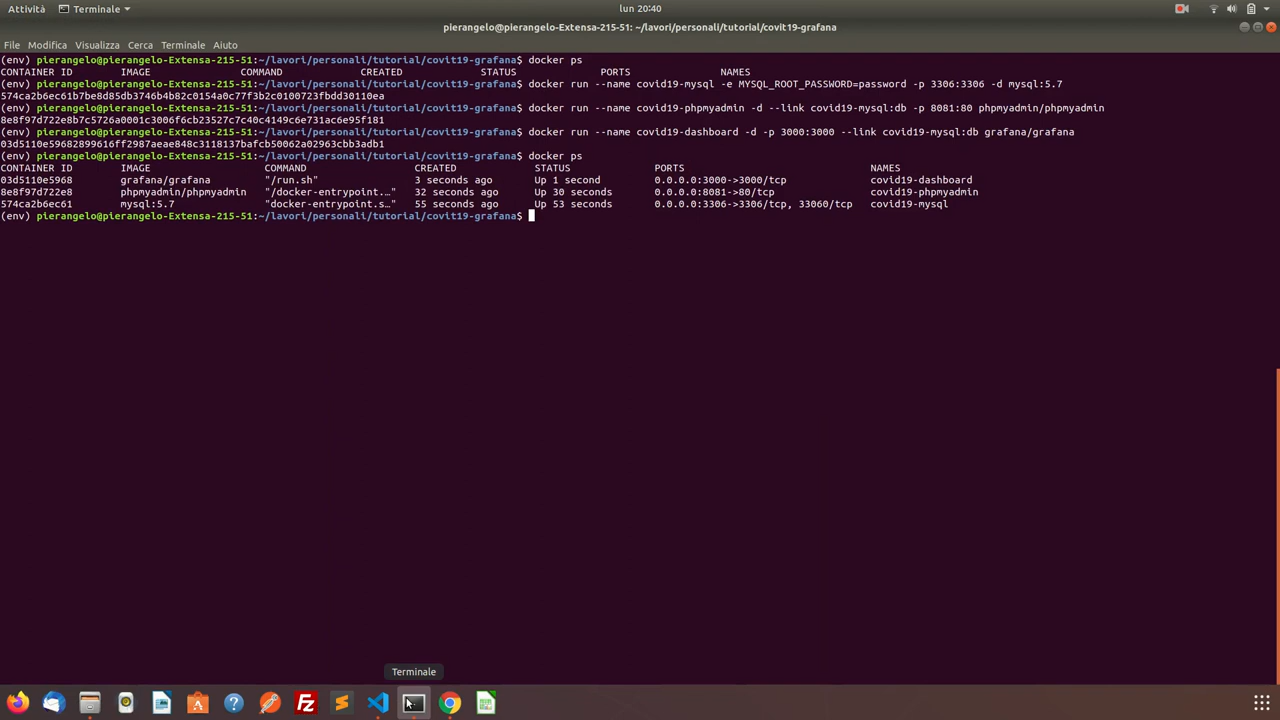 Attività Terminale lun 20:40
pierangelo@pierangelo-Extensa-215-51: ~/lavori/personali/tutorial/covit19-grafana
File Modifica Visualizza Cerca Terminale Aiuto
(env) pierangelo@pierangelo-Extensa-215-51:~/lavori/personali/tutorial/covit19-grafana$ docker ps
CONTAINER ID IMAGE COMMAND CREATED STATUS PORTS NAMES
(env) pierangelo@pierangelo-Extensa-215-51:~/lavori/personali/tutorial/covit19-grafana$ docker run --name covid19-mysql -e MYSQL_ROOT_PASSWORD=password -p 3306:3306 -d mysql:5.7
574ca2b6ec61b7be8d85db3746b4b82c0154a0c77f3b2c0100723fbdd30110ea
(env) pierangelo@pierangelo-Extensa-215-51:~/lavori/personali/tutorial/covit19-grafana$ docker run --name covid19-phpmyadmin -d --link covid19-mysql:db -p 8081:80 phpmyadmin/phpmyadmin
8e8f97d722e8b7c5726a0001c3006f6cb23527c7c40c4149c6e731ac6e95f181
(env) pierangelo@pierangelo-Extensa-215-51:~/lavori/personali/tutorial/covit19-grafana$ docker run --name covid19-dashboard -d -p 3000:3000 --link covid19-mysql:db grafana/grafana
03d5110e59682899616ff2987aeae848c3118137bafcb50062a02963cbb3adb1
(env) pierangelo@pierangelo-Extensa-215-51:~/lavori/personali/tutorial/covit19-grafana$ docker ps
CONTAINER ID IMAGE COMMAND CREATED STATUS PORTS NAMES
03d5110e5968 grafana/grafana "/run.sh" 3 seconds ago Up 1 second 0.0.0.0:3000->3000/tcp covid19-dashboard
8e8f97d722e8 phpmyadmin/phpmyadmin "/docker-entrypoint.…" 32 seconds ago Up 30 seconds 0.0.0.0:8081->80/tcp covid19-phpmyadmin
574ca2b6ec61 mysql:5.7 "docker-entrypoint.s…" 55 seconds ago Up 53 seconds 0.0.0.0:3306->3306/tcp, 33060/tcp covid19-mysql
(env) pierangelo@pierangelo-Extensa-215-51:~/lavori/personali/tutorial/covit19-grafana$
Terminale